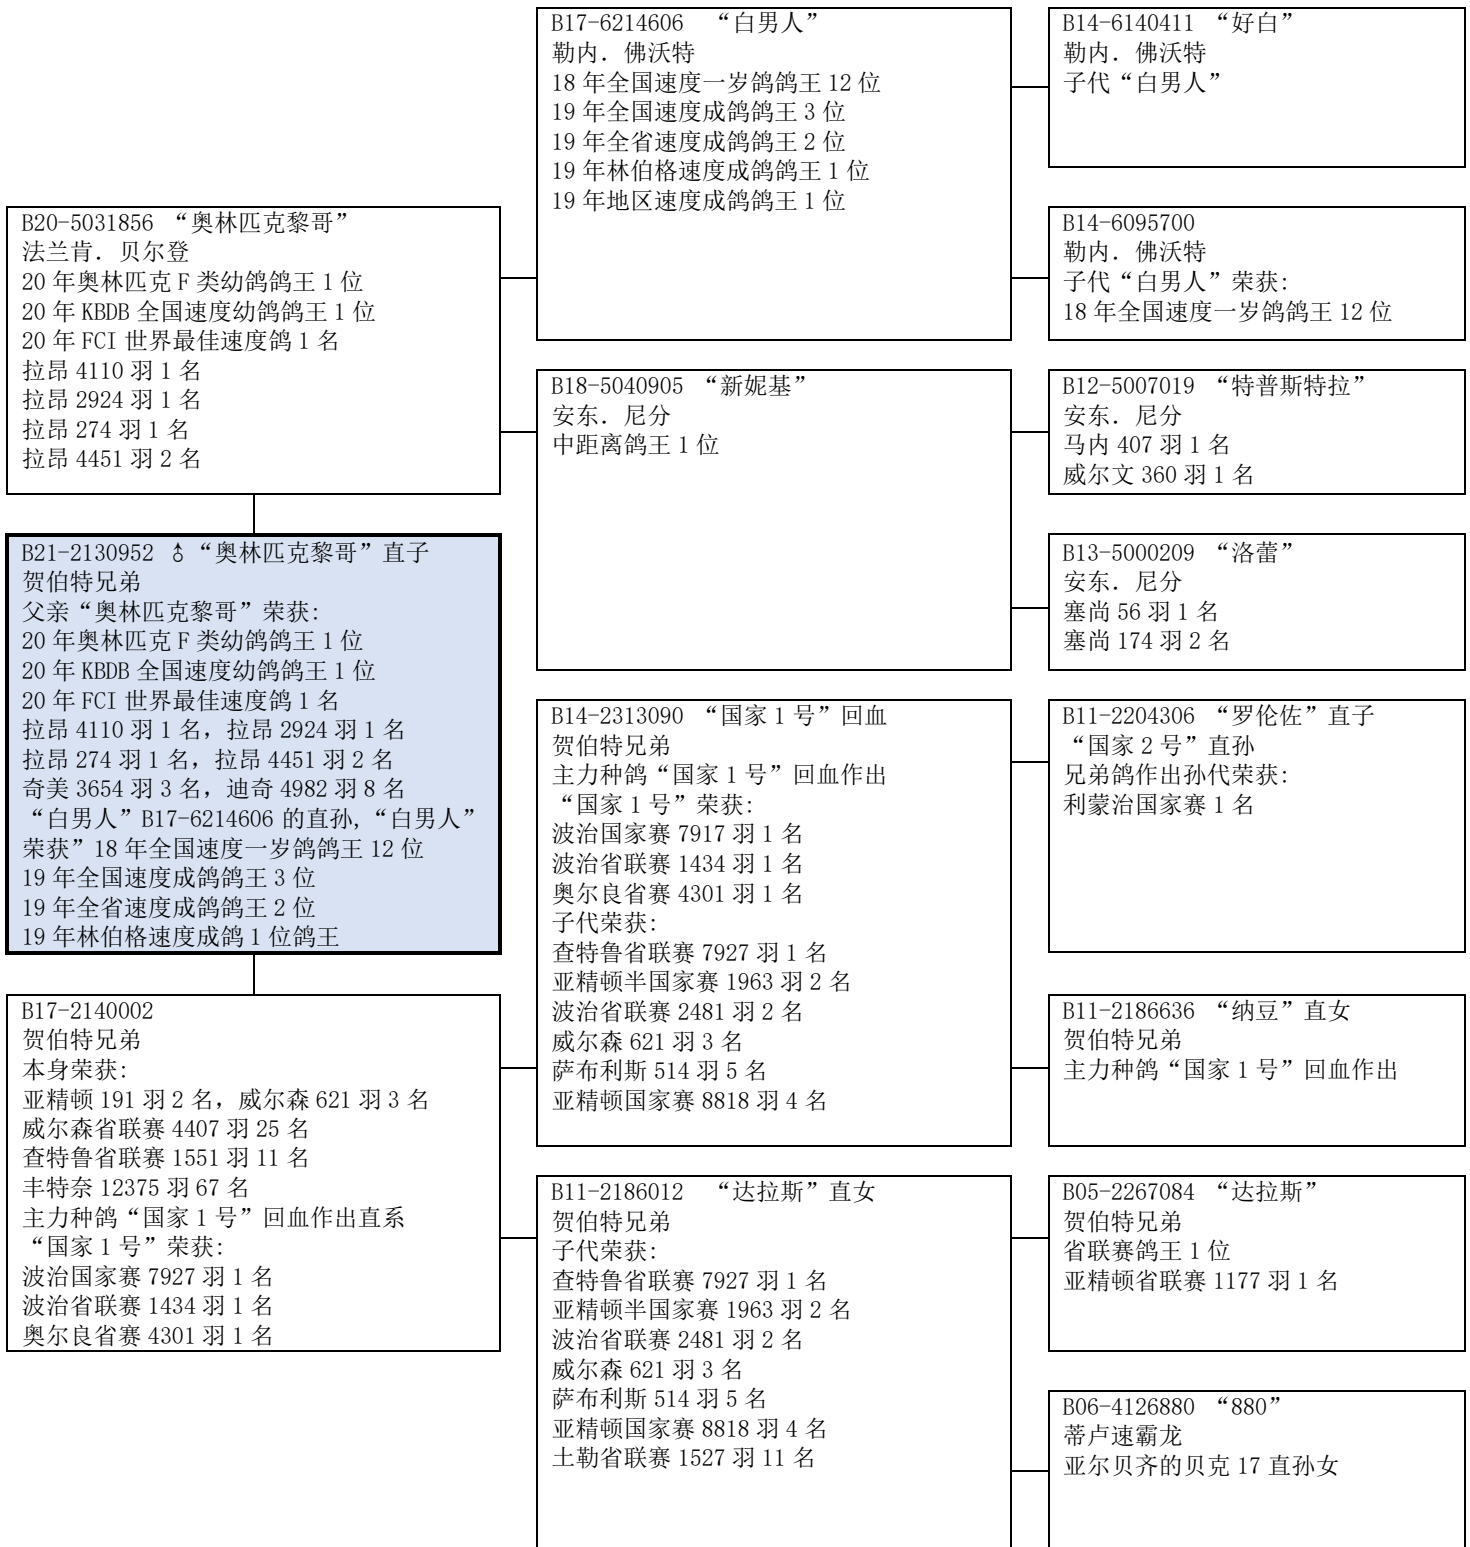 B20-5031856 “奥林匹克黎哥”
法兰肯．贝尔登
20 年奥林匹克 F 类幼鸽鸽王 1 位
20 年 KBDB 全国速度幼鸽鸽王 1 位
20 年 FCI 世界最佳速度鸽 1 名
拉昂 4110 羽 1 名
拉昂 2924 羽 1 名
拉昂 274 羽 1 名
拉昂 4451 羽 2 名
B21-2130952 ♂ “奥林匹克黎哥”直子
贺伯特兄弟
父亲“奥林匹克黎哥”荣获:
20 年奥林匹克 F 类幼鸽鸽王 1 位
20 年 KBDB 全国速度幼鸽鸽王 1 位
20 年 FCI 世界最佳速度鸽 1 名
拉昂 4110 羽 1 名，拉昂 2924 羽 1 名
拉昂 274 羽 1 名，拉昂 4451 羽 2 名
奇美 3654 羽 3 名，迪奇 4982 羽 8 名
“白男人”B17-6214606 的直孙,“白男人”
荣获”18 年全国速度一岁鸽鸽王 12 位
19 年全国速度成鸽鸽王 3 位
19 年全省速度成鸽鸽王 2 位
19 年林伯格速度成鸽 1 位鸽王
B17-2140002
贺伯特兄弟
本身荣获:
亚精顿 191 羽 2 名，威尔森 621 羽 3 名
威尔森省联赛 4407 羽 25 名
查特鲁省联赛 1551 羽 11 名
丰特奈 12375 羽 67 名
主力种鸽“国家 1 号”回血作出直系
“国家 1 号”荣获:
波治国家赛 7927 羽 1 名
波治省联赛 1434 羽 1 名
奥尔良省赛 4301 羽 1 名
B17-6214606 “白男人”
勒内．佛沃特
18 年全国速度一岁鸽鸽王 12 位
19 年全国速度成鸽鸽王 3 位
19 年全省速度成鸽鸽王 2 位
19 年林伯格速度成鸽鸽王 1 位
19 年地区速度成鸽鸽王 1 位
B18-5040905 “新妮基”
安东．尼分
中距离鸽王 1 位
B14-2313090 “国家 1 号”回血
贺伯特兄弟
主力种鸽“国家 1 号”回血作出
“国家 1 号”荣获:
波治国家赛 7917 羽 1 名
波治省联赛 1434 羽 1 名
奥尔良省赛 4301 羽 1 名
子代荣获:
查特鲁省联赛 7927 羽 1 名
亚精顿半国家赛 1963 羽 2 名
波治省联赛 2481 羽 2 名
威尔森 621 羽 3 名
萨布利斯 514 羽 5 名
亚精顿国家赛 8818 羽 4 名
B11-2186012 “达拉斯”直女
贺伯特兄弟
子代荣获:
查特鲁省联赛 7927 羽 1 名
亚精顿半国家赛 1963 羽 2 名
波治省联赛 2481 羽 2 名
威尔森 621 羽 3 名
萨布利斯 514 羽 5 名
亚精顿国家赛 8818 羽 4 名
土勒省联赛 1527 羽 11 名
B14-6140411 “好白”
勒内．佛沃特
子代“白男人”
B14-6095700
勒内．佛沃特
子代“白男人”荣获:
18 年全国速度一岁鸽鸽王 12 位
B12-5007019 “特普斯特拉”
安东．尼分
马内 407 羽 1 名
威尔文 360 羽 1 名
B13-5000209 “洛蕾”
安东．尼分
塞尚 56 羽 1 名
塞尚 174 羽 2 名
B11-2204306 “罗伦佐”直子
“国家 2 号”直孙
兄弟鸽作出孙代荣获:
利蒙治国家赛 1 名
B11-2186636 “纳豆”直女
贺伯特兄弟
主力种鸽“国家 1 号”回血作出
B05-2267084 “达拉斯”
贺伯特兄弟
省联赛鸽王 1 位
亚精顿省联赛 1177 羽 1 名
B06-4126880 “880”
蒂卢速霸龙
亚尔贝齐的贝克 17 直孙女